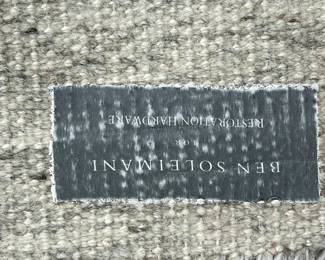 BEN SOLEIMANI
FOR
RESTORATION HARDWARE